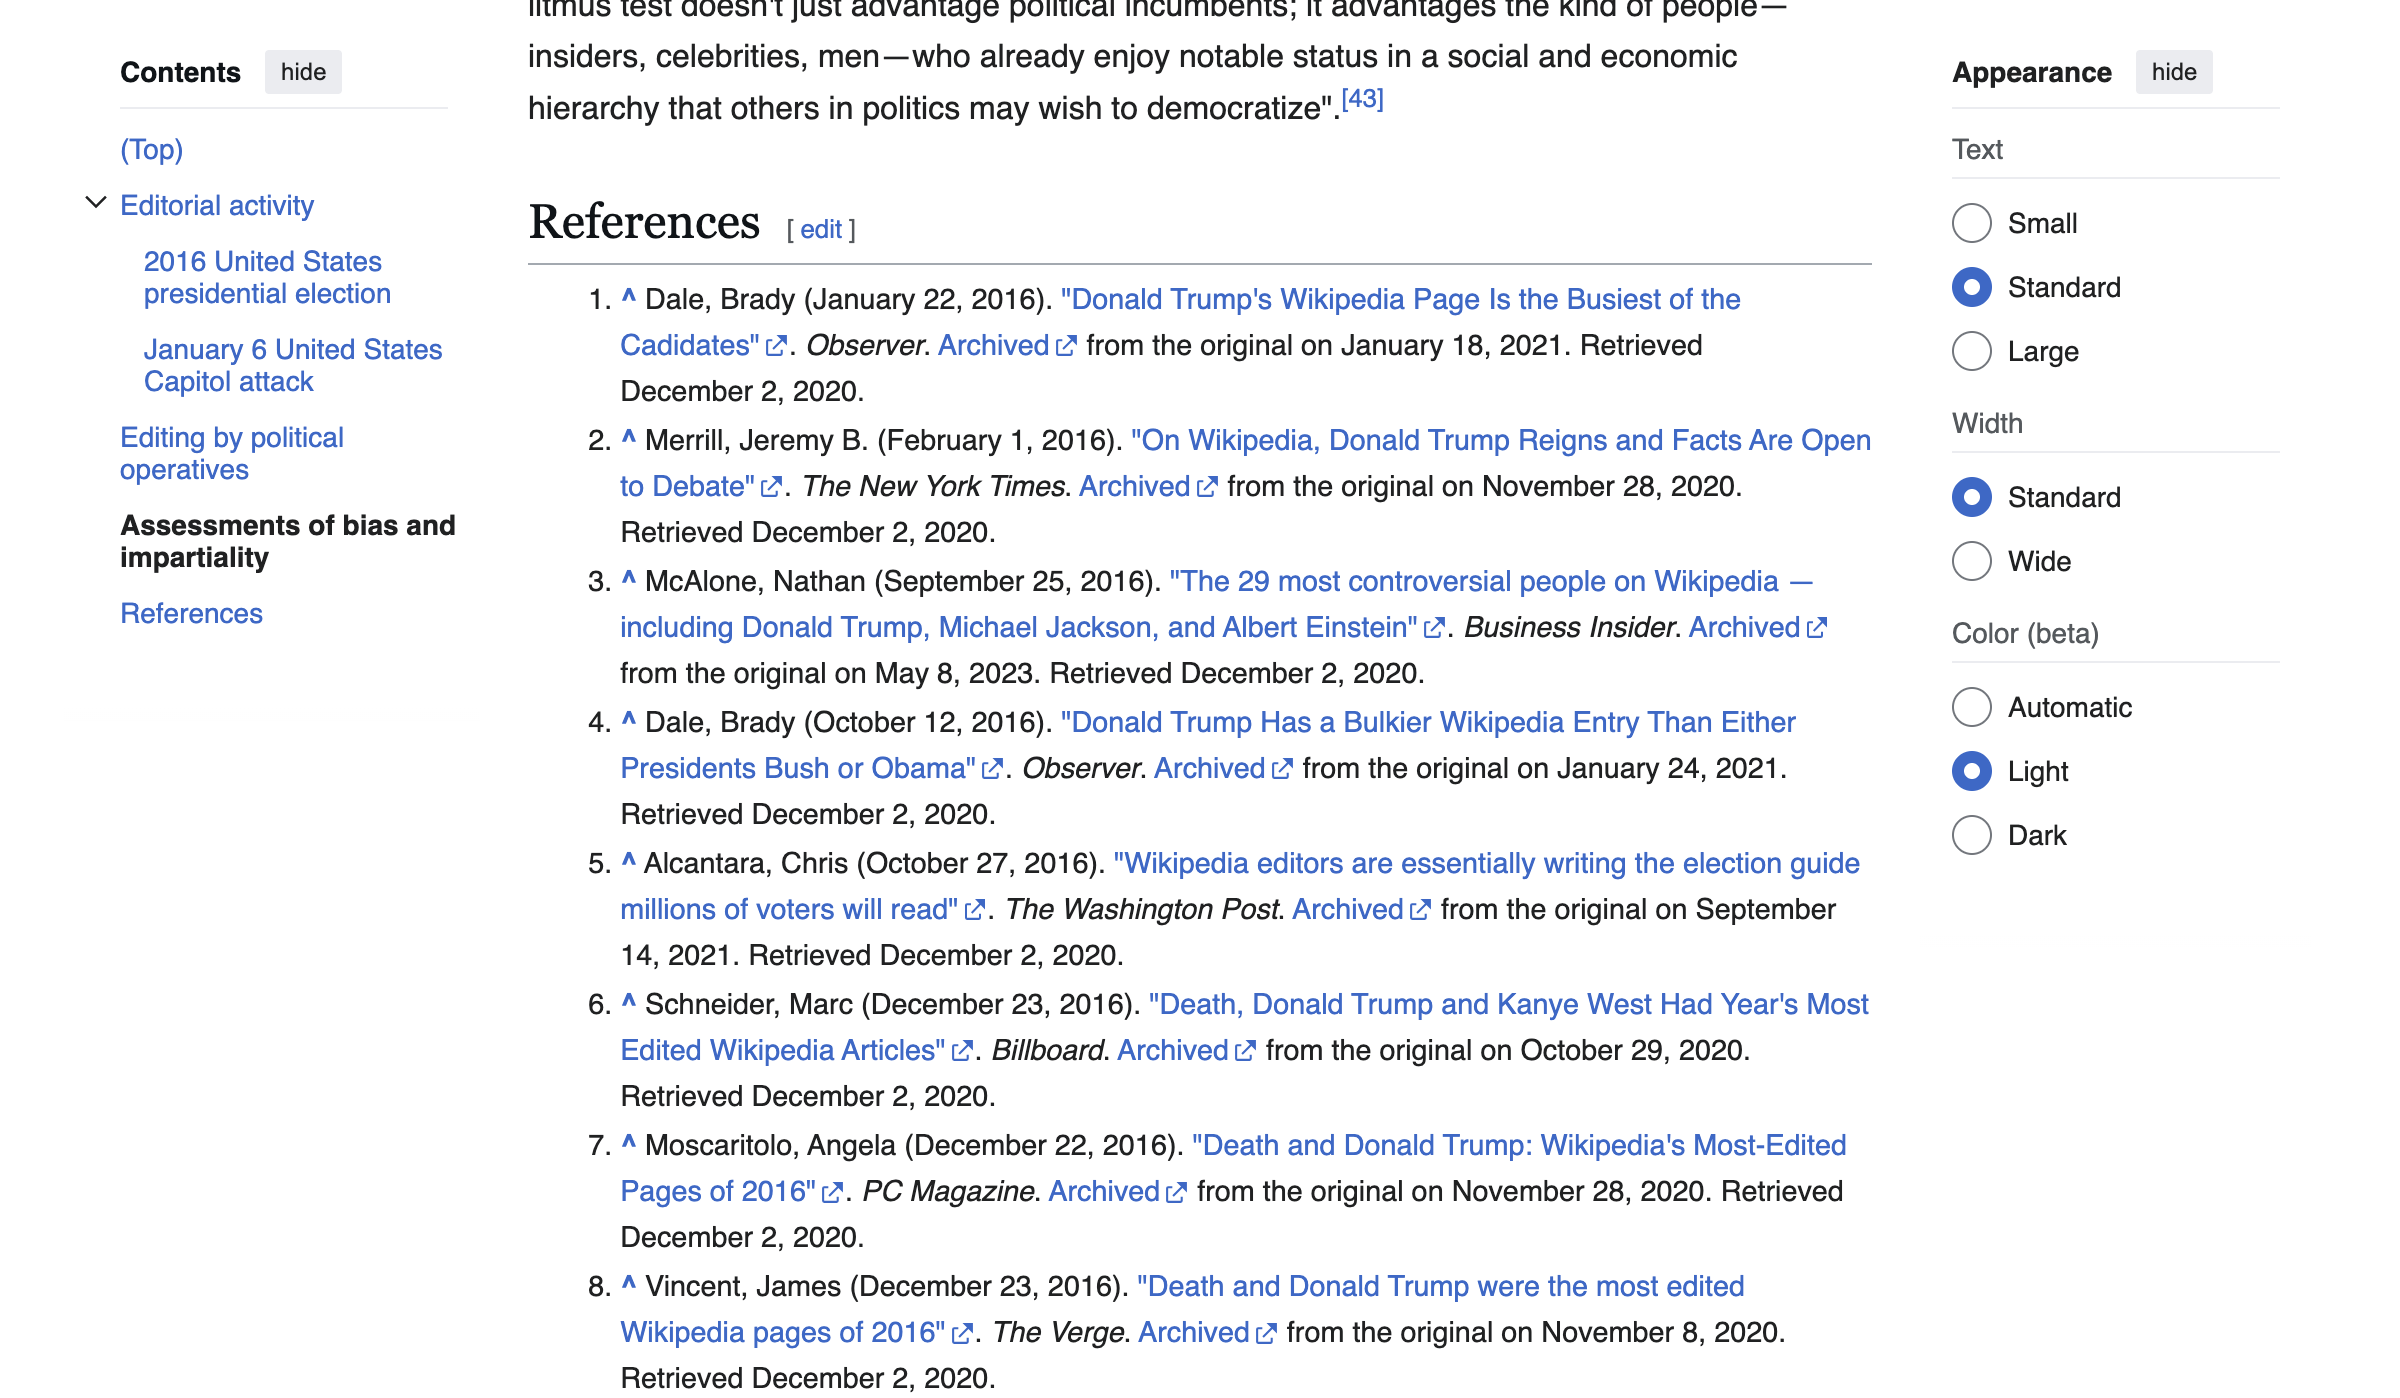 Contents hide
(Top)
Editorial activity
2016 United States
presidential election
January 6 United States
Capitol attack
Editing by political
operatives
Assessments of bias and
impartiality
References
litmus test doesn't just advantage political incumbents; it advantages the kind of people—
insiders, celebrities, men—who already enjoy notable status in a social and economic
hierarchy that others in politics may wish to democratize".[43]
References [ edit ]
1. ^ Dale, Brady (January 22, 2016). "Donald Trump's Wikipedia Page Is the Busiest of the
Cadidates". Observer. Archived from the original on January 18, 2021. Retrieved
December 2, 2020.
2. ^ Merrill, Jeremy B. (February 1, 2016). "On Wikipedia, Donald Trump Reigns and Facts Are Open
to Debate". The New York Times. Archived from the original on November 28, 2020.
Retrieved December 2, 2020.
3. ^ McAlone, Nathan (September 25, 2016). "The 29 most controversial people on Wikipedia —
including Donald Trump, Michael Jackson, and Albert Einstein". Business Insider. Archived
from the original on May 8, 2023. Retrieved December 2, 2020.
4. ^ Dale, Brady (October 12, 2016). "Donald Trump Has a Bulkier Wikipedia Entry Than Either
Presidents Bush or Obama". Observer. Archived from the original on January 24, 2021.
Retrieved December 2, 2020.
5. ^ Alcantara, Chris (October 27, 2016). "Wikipedia editors are essentially writing the election guide
millions of voters will read". The Washington Post. Archived from the original on September
14, 2021. Retrieved December 2, 2020.
6. ^ Schneider, Marc (December 23, 2016). "Death, Donald Trump and Kanye West Had Year's Most
Edited Wikipedia Articles". Billboard. Archived from the original on October 29, 2020.
Retrieved December 2, 2020.
7. ^ Moscaritolo, Angela (December 22, 2016). "Death and Donald Trump: Wikipedia's Most-Edited
Pages of 2016". PC Magazine. Archived from the original on November 28, 2020. Retrieved
December 2, 2020.
8. ^ Vincent, James (December 23, 2016). "Death and Donald Trump were the most edited
Wikipedia pages of 2016". The Verge. Archived from the original on November 8, 2020.
Retrieved December 2, 2020.
Appearance hide
Text
Small
Standard
Large
Width
Standard
Wide
Color (beta)
Automatic
Light
Dark